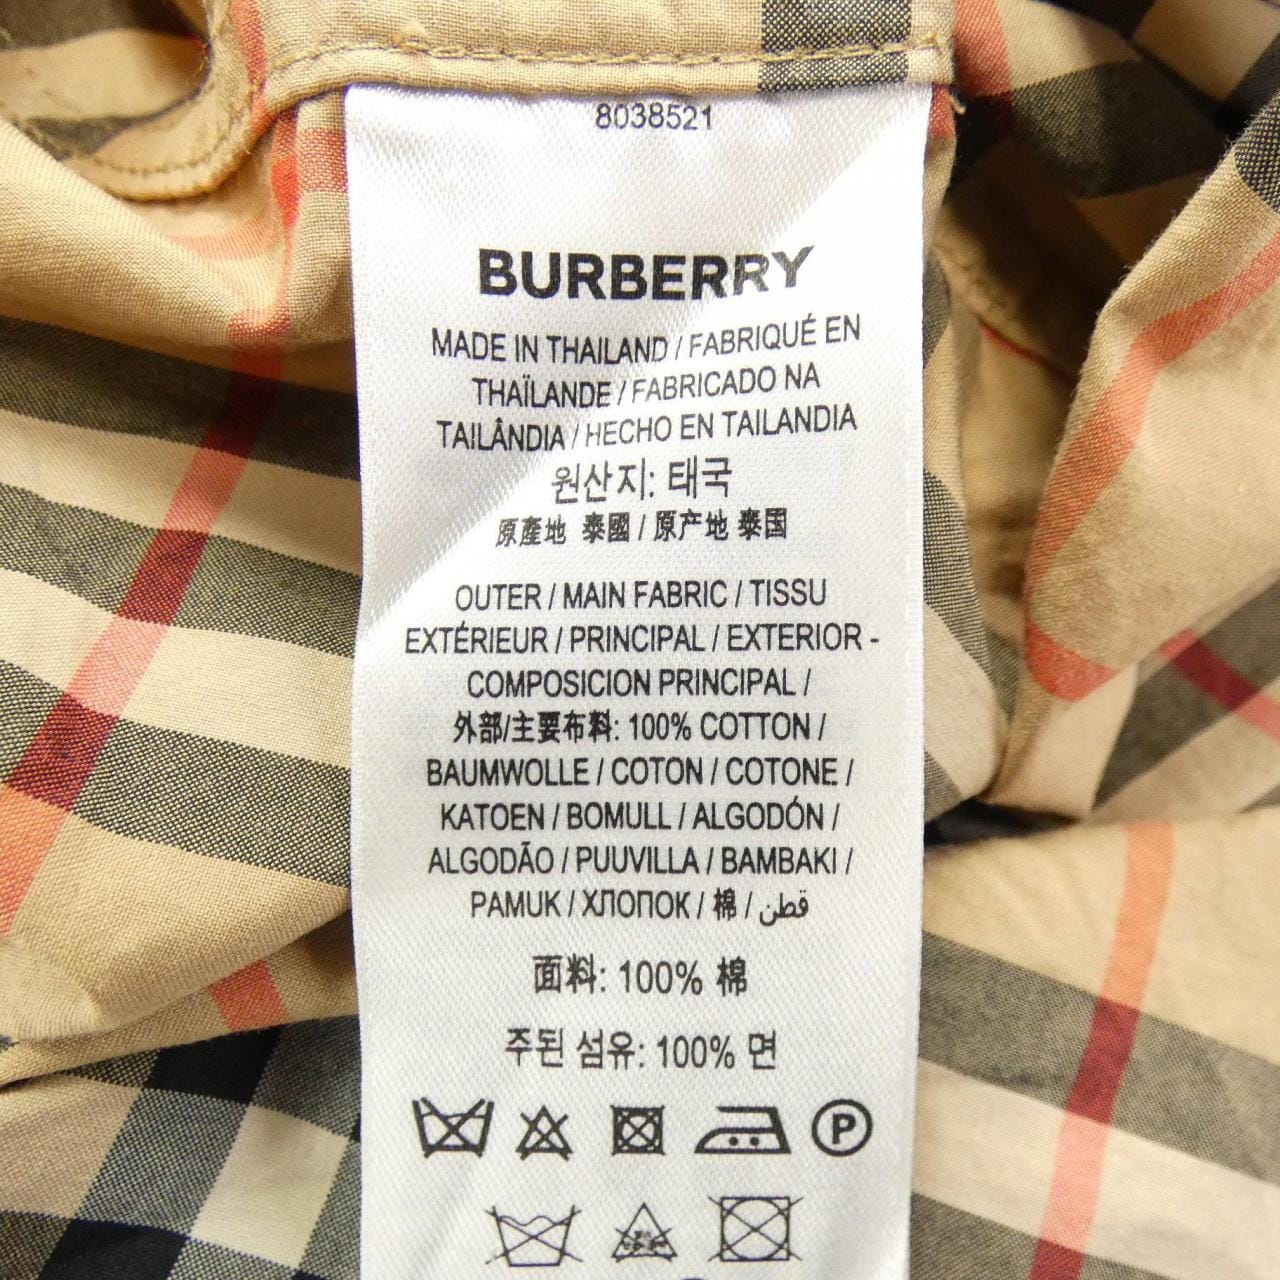 8038521
BURBERRY
MADE IN THAILAND / FABRIQUÉ EN
THAÏLANDE / FABRICADO NA
TAILÂNDIA / HECHO EN TAILANDIA
원산지: 태국
原產地 泰國 / 原产地 泰国
OUTER / MAIN FABRIC / TISSU
EXTÉRIEUR / PRINCIPAL / EXTERIOR -
COMPOSICION PRINCIPAL /
外部/主要布料: 100% COTTON /
BAUMWOLLE / COTON / COTONE /
KATOEN / BOMULL / ALGODÓN /
ALGODÃO / PUUVILLA / BAMBAKI /
PAMUK / ХЛОПОК / 棉 / قطن
面料: 100% 棉
주된 섬유: 100% 면
P